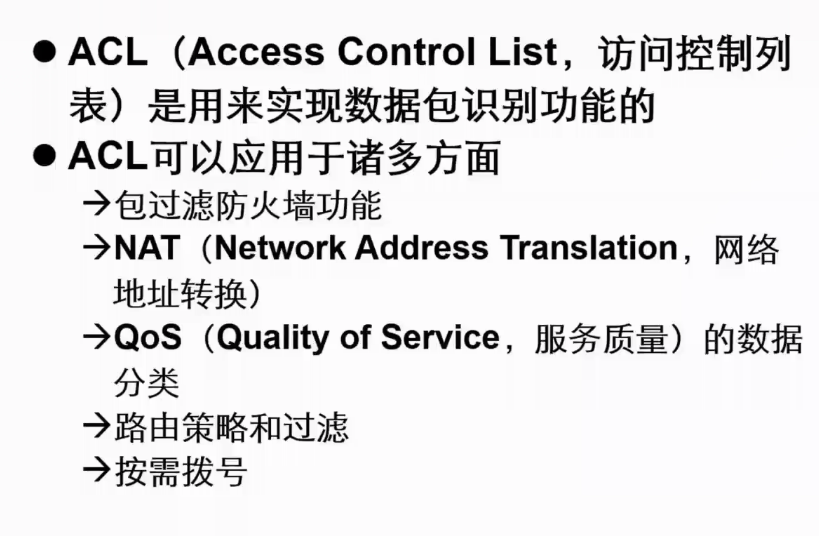 ● ACL（Access Control List，访问控制列
表）是用来实现数据包识别功能的
● ACL可以应用于诸多方面
→包过滤防火墙功能
→NAT（Network Address Translation，网络
地址转换）
→QoS（Quality of Service，服务质量）的数据
分类
→路由策略和过滤
→按需拨号